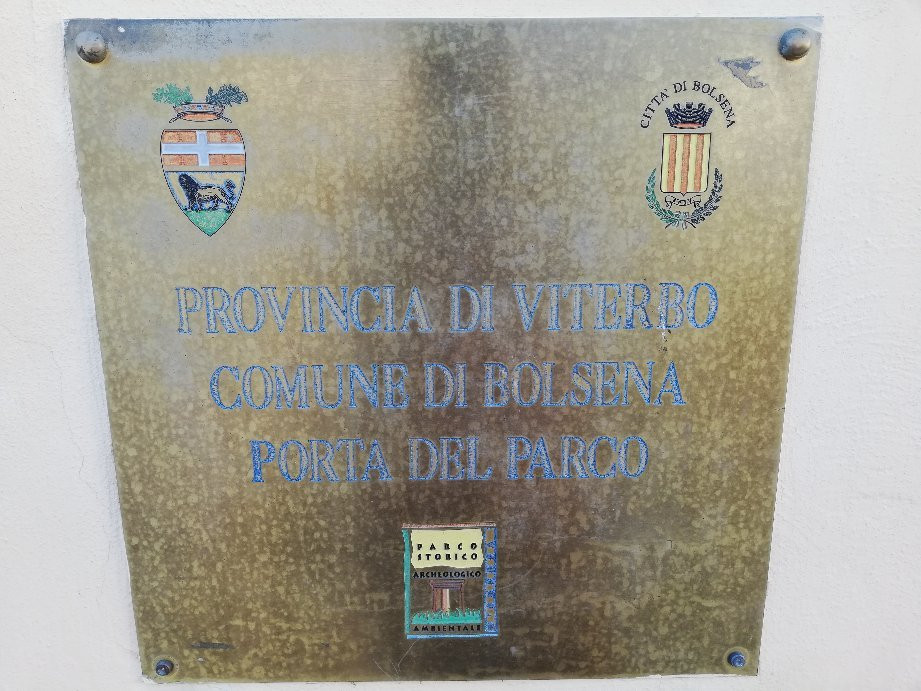 CITTA' DI BOLSENA
PROVINCIA DI VITERBO
COMUNE DI BOLSENA
PORTA DEL PARCO
PARCO
STORICO
ARCHEOLOGICO
AMBIENTALE